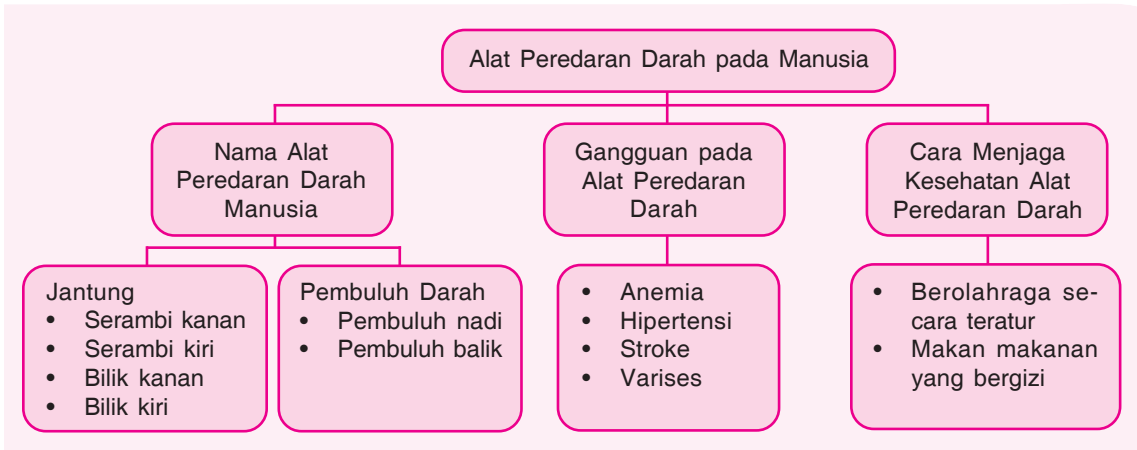 Alat Peredaran Darah pada Manusia
Nama Alat
Peredaran Darah
Manusia
Gangguan pada
Alat Peredaran
Darah
Cara Menjaga
Kesehatan Alat
Peredaran Darah
Jantung
• Serambi kanan
• Serambi kiri
• Bilik kanan
• Bilik kiri
Pembuluh Darah
• Pembuluh nadi
• Pembuluh balik
• Anemia
• Hipertensi
• Stroke
• Varises
• Berolahraga se-
cara teratur
• Makan makanan
yang bergizi